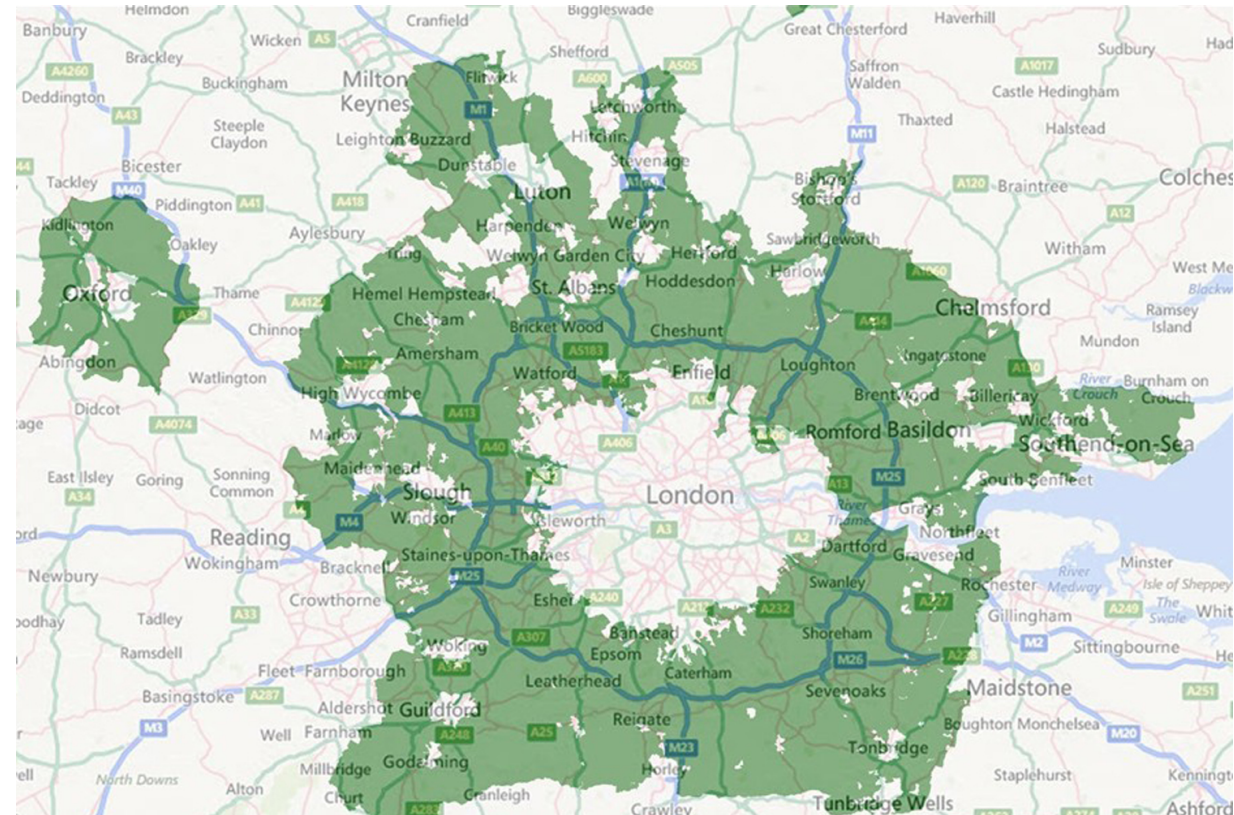 Helmdon
Cranfield
Biggleswade
Great Chesterford
Haverhill
Banbury
Brackley
Wicken
A5
Shefford
Sudbury
A4260
Buckingham
Milton
Keynes
Flitwick
A600
A505
Saffron
Walden
A1017
Castle Hedingham
Deddington
A43
Steeple
Claydon
M1
Letchworth
Hitchin
M11
Thaxted
Halstead
Leighton Buzzard
Dunstable
Stevenage
Bicester
Tackley
M40
Piddington
A41
A418
Luton
Bishop's
Stortford
A120
Braintree
Colches
A12
Kidlington
Oakley
Aylesbury
Harpenden
Welwyn
Sawbridgeworth
Witham
Tring
Welwyn Garden City
Hertford
Harlow
A1060
West Me
Blackw
Oxford
Thame
Hemel Hempstead
St. Albans
Hoddesdon
Chelmsford
Ramsey
Island
Chinnor
Chesham
Bricket Wood
Cheshunt
Mundon
Abingdon
Watlington
Amersham
A5183
Watford
Enfield
Loughton
Ingatestone
A130
River
Crouch
Burnham on
Crouch
High Wycombe
Brentwood
Billericay
Didcot
A4074
A413
Marlow
A40
A406
Romford
Basildon
Wickford
Southend-on-Sea
East Ilsley
Goring
Sonning
Common
Maidenhead
Slough
London
A13
M25
South Benfleet
A34
M4
Windsor
Isleworth
River
Thames
Grays
Northfleet
Reading
Wokingham
A3
A2
Dartford
Gravesend
Newbury
Bracknell
Staines-upon-Thames
M25
Swanley
Rochester
River
Medway
Minster
Isle of Sheppey
Crowthorne
Esher
A240
A232
A227
Gillingham
A249
The
Swale
Whit
Tadley
A33
Banstead
Shoreham
M2
Sittingbourne
Ramsdell
Woking
A307
Epsom
Caterham
M26
Fleet
Farnborough
Leatherhead
Sevenoaks
Maidstone
Basingstoke
A287
Aldershot
Guildford
Reigate
A251
M3
Well
Farnham
A248
A25
M23
Boughton Monchelsea
M20
Tonbridge
Godalming
Horley
North Downs
Millbridge
Staplehurst
Kennington
Alton
Churt
Cranleigh
Crawley
Tunbridge Wells
Ashford